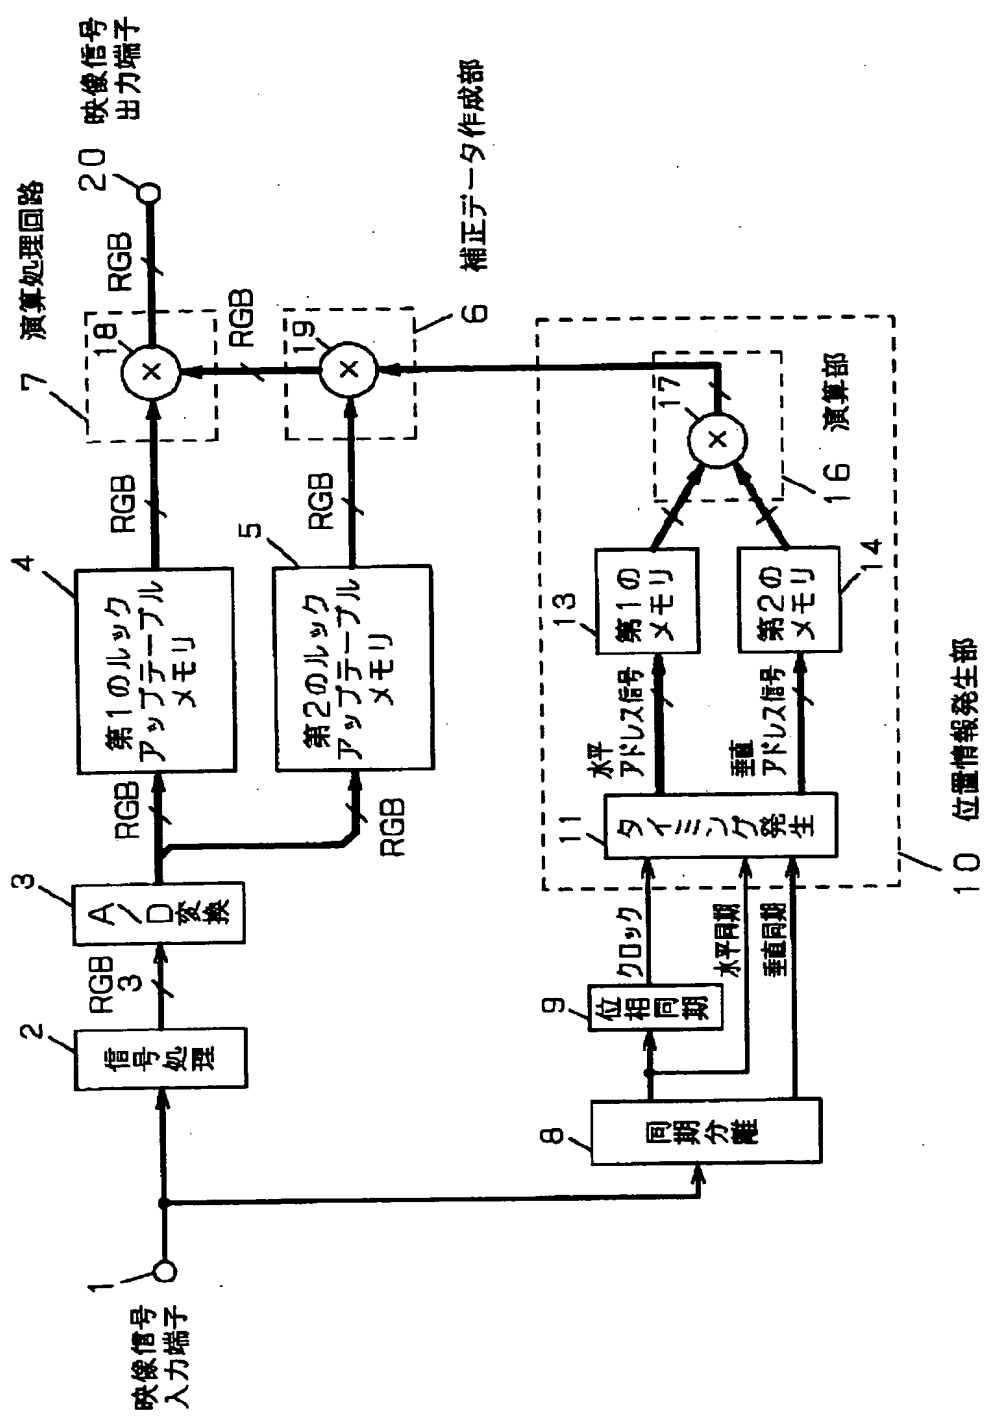 1
映像信号
入力端子
2
信号処理
RGB
3
3
A/D変換
RGB
RGB
4
第1のルック
アップテーブル
メモリ
5
第2のルック
アップテーブル
メモリ
RGB
RGB
7 演算処理回路
18
×
RGB
19
×
6 補正データ作成部
RGB
20 映像信号
出力端子
8
同期分離
9
位相同期
クロック
水平同期
垂直同期
11
タイミング発生
水平
アドレス信号
垂直
アドレス信号
13
第1の
メモリ
第2の
メモリ
14
17
×
16 演算部
10 位置情報発生部